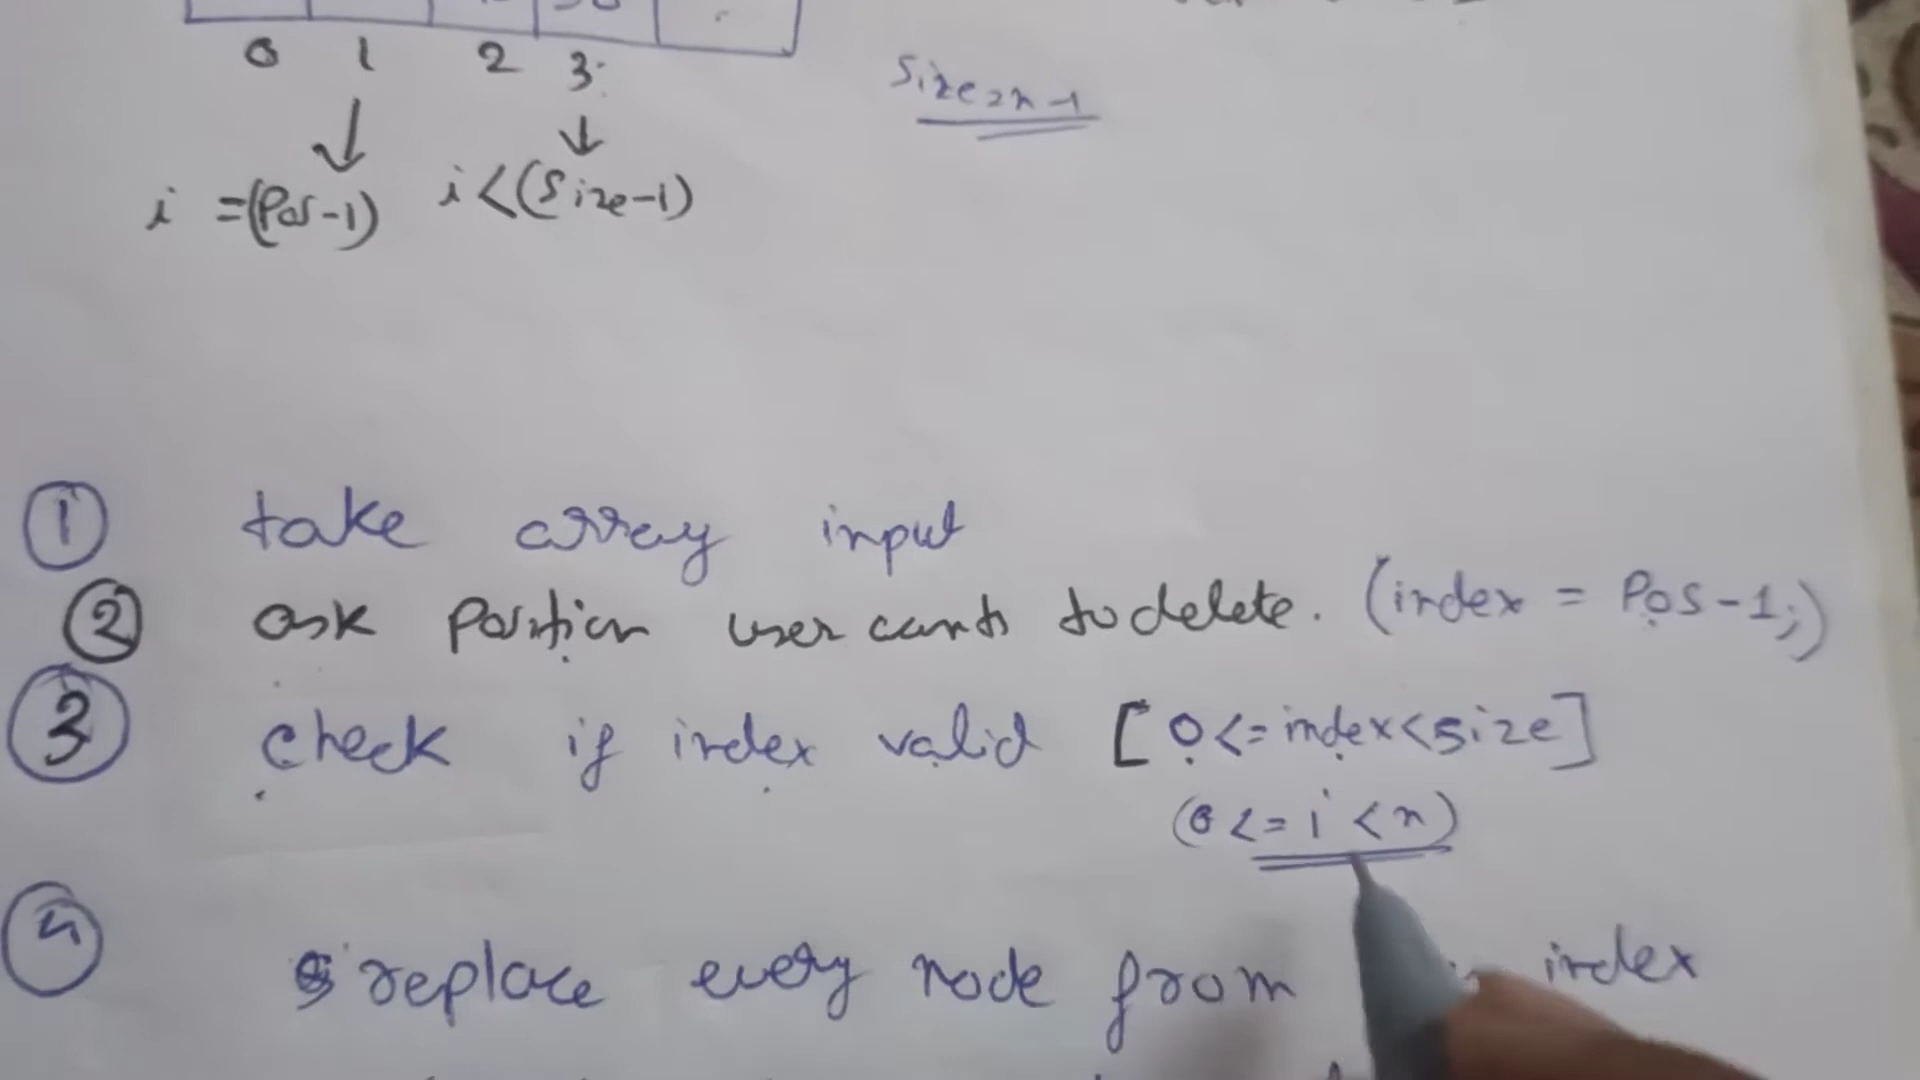 0 1 2 3
Size=n-1
i =(Pos-1) i<(Size-1)
① take array input
② ask Position user wants to delete. (index = Pos-1;)
③ check if index valid [0<=index<size]
(0<=i<n)
④ replace every node from index